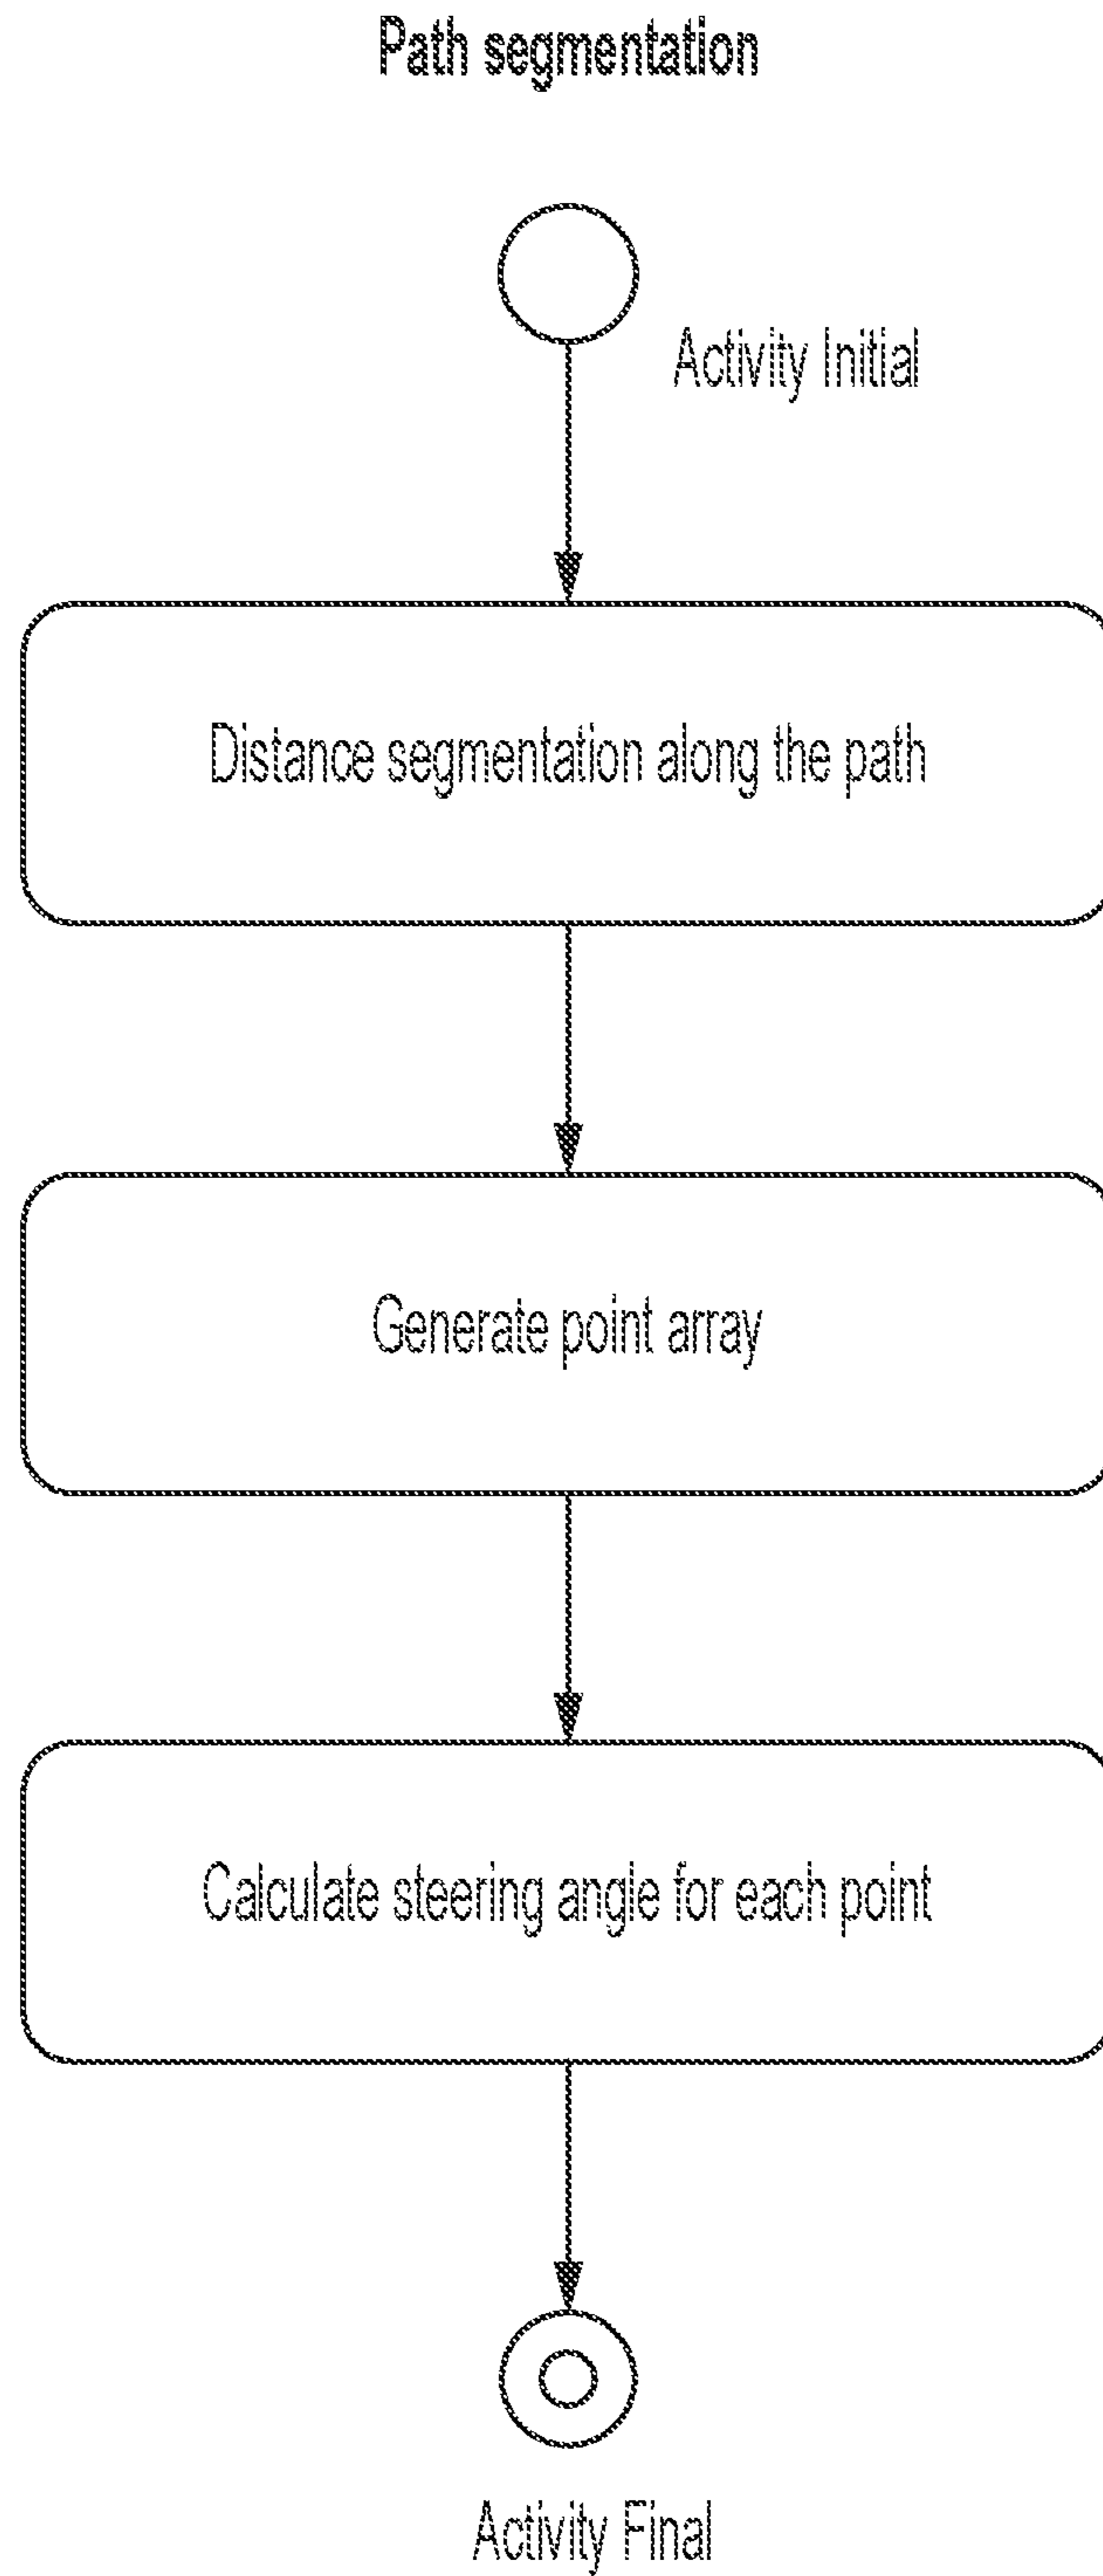 Path segmentation
Activity Initial
Distance segmentation along the path
Generate point array
Calculate steering angle for each point
Activity Final